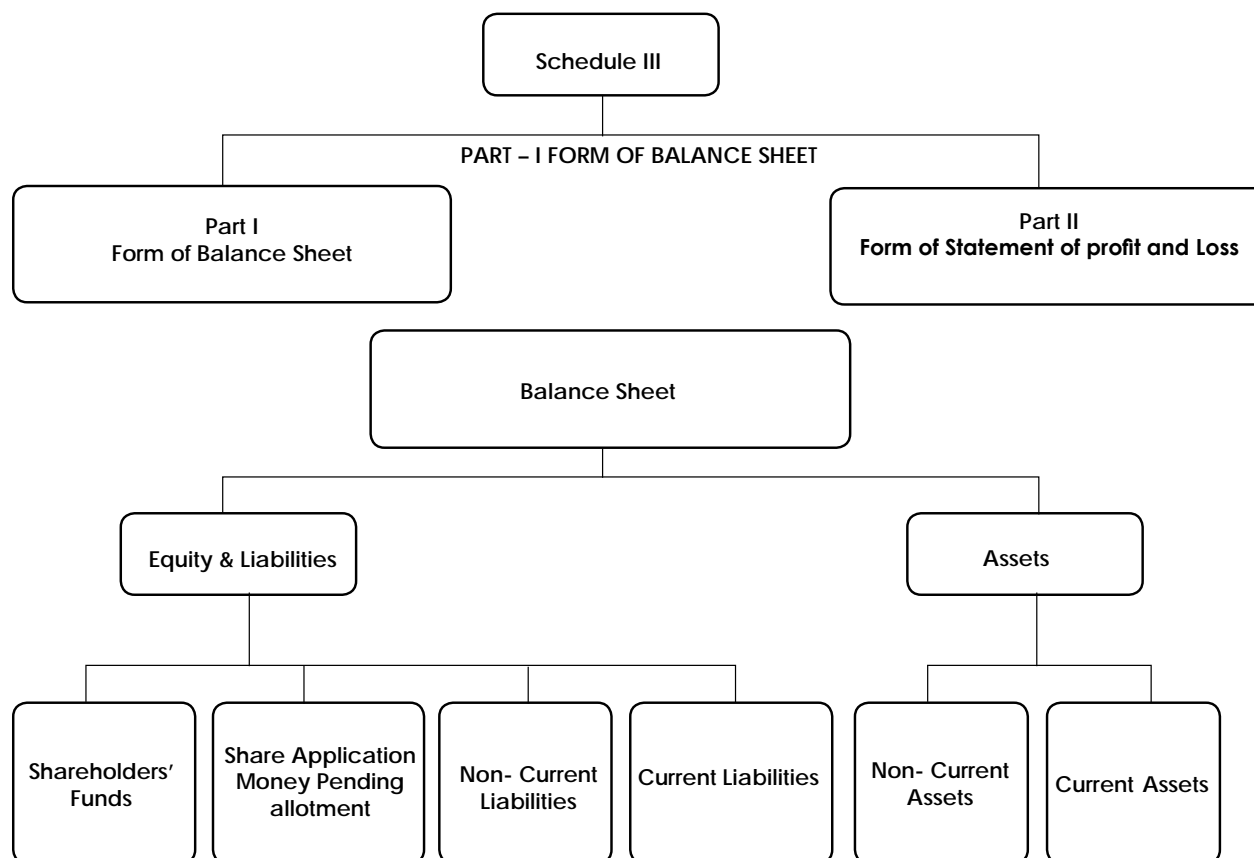 Schedule III
PART – I FORM OF BALANCE SHEET
Part I
Form of Balance Sheet
Part II
Form of Statement of profit and Loss
Balance Sheet
Equity & Liabilities
Assets
Shareholders’
Funds
Share Application
Money Pending
allotment
Non- Current
Liabilities
Current Liabilities
Non- Current
Assets
Current Assets